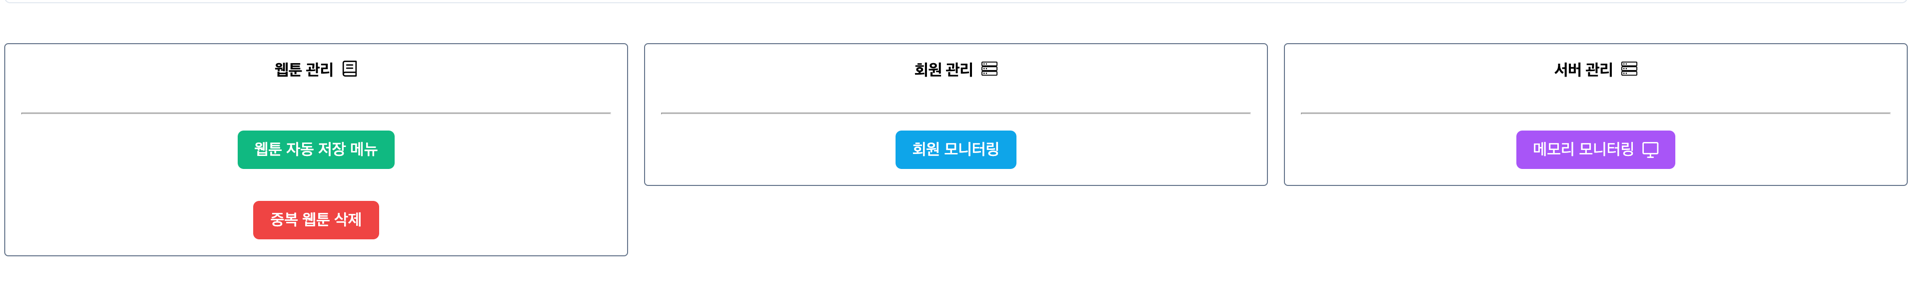 웹툰 관리
웹툰 자동 저장 메뉴
중복 웹툰 삭제
회원 관리
회원 모니터링
서버 관리
메모리 모니터링